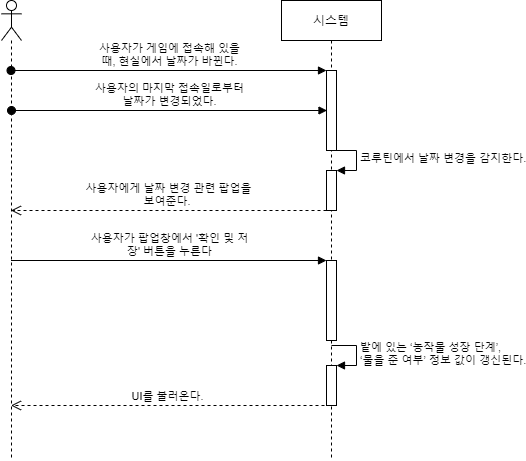 시스템
사용자가 게임에 접속해 있을
때, 현실에서 날짜가 바뀐다.
사용자의 마지막 접속일로부터
날짜가 변경되었다.
코루틴에서 날짜 변경을 감지한다.
사용자에게 날짜 변경 관련 팝업을
보여준다.
사용자가 팝업창에서 '확인 및 저
장' 버튼을 누른다
밭에 있는 ‘농작물 성장 단계’,
‘물을 준 여부’ 정보 값이 갱신된다.
UI를 불러온다.